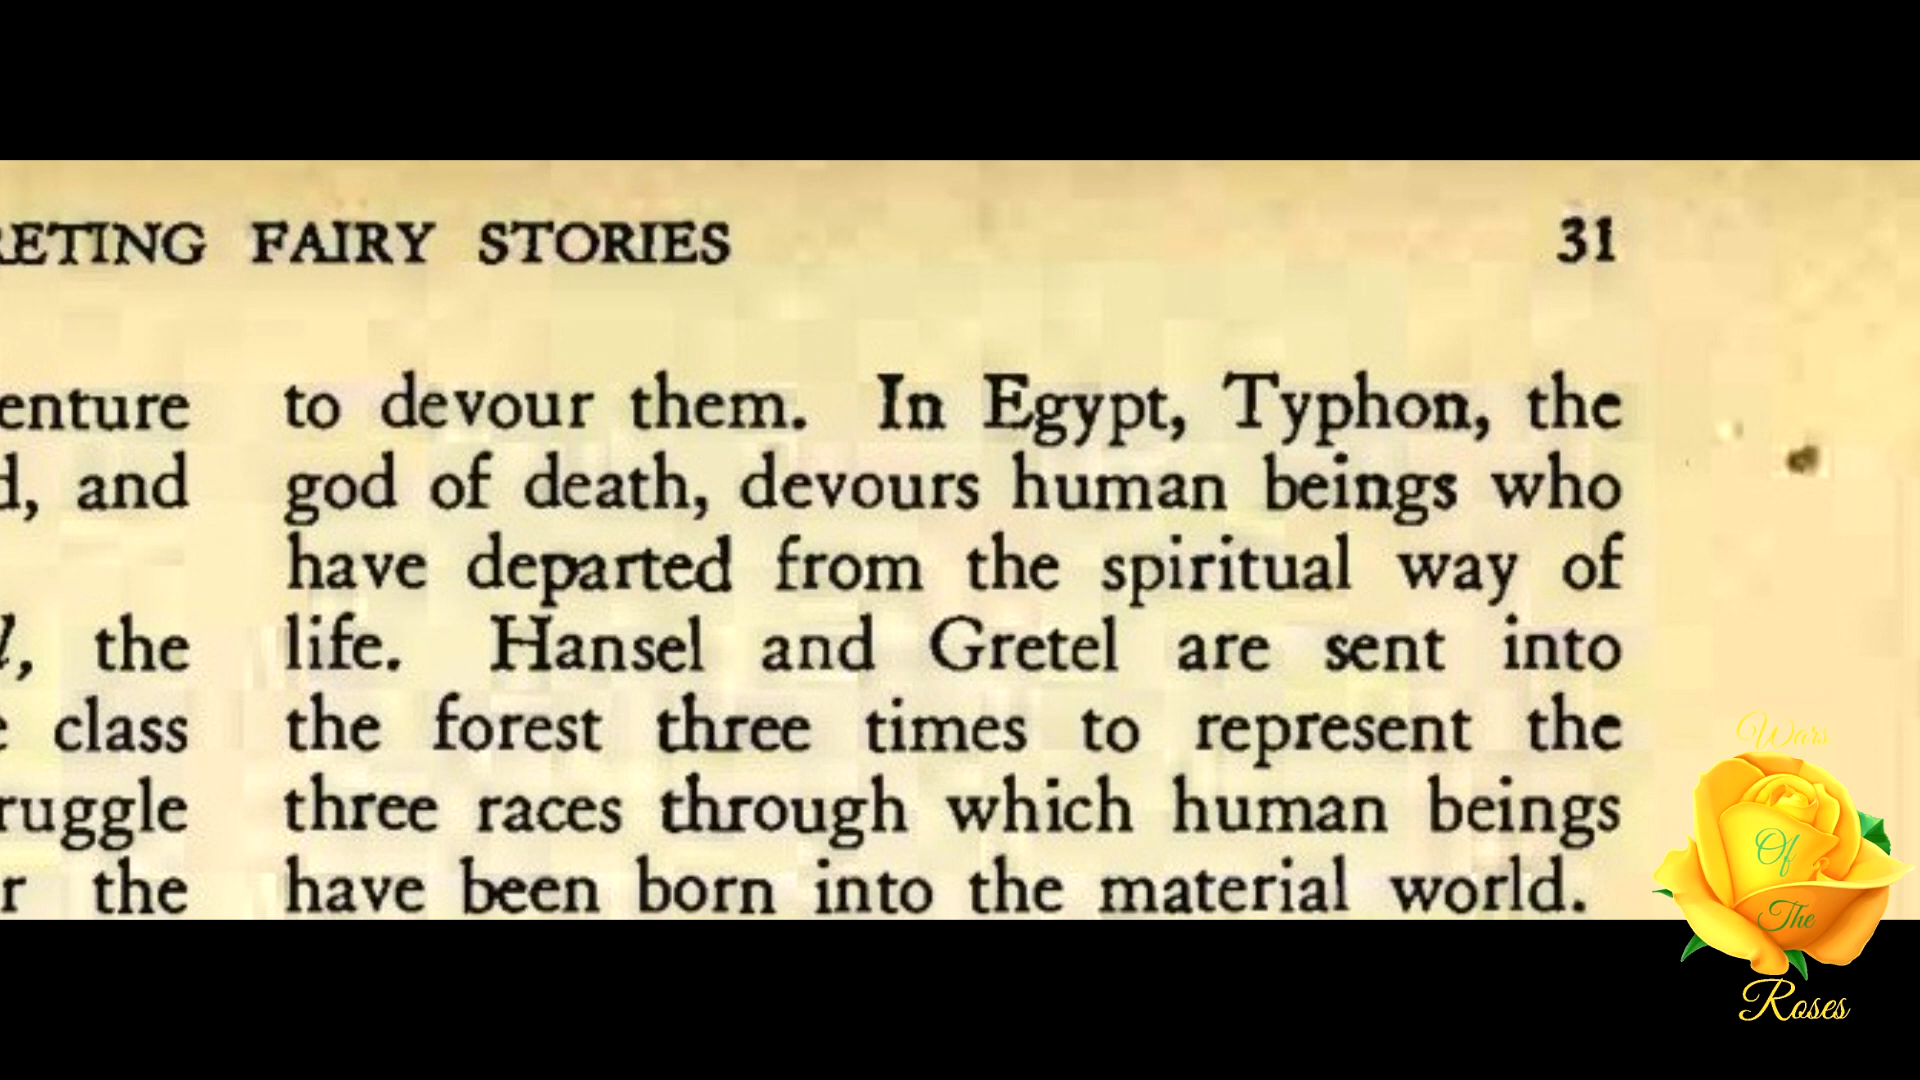 RETING FAIRY STORIES 31
enture
d, and
l, the
class
ruggle
r the
to devour them. In Egypt, Typhon, the
god of death, devours human beings who
have departed from the spiritual way of
life. Hansel and Gretel are sent into
the forest three times to represent the
three races through which human beings
have been born into the material world.
Wars
Of
The
Roses